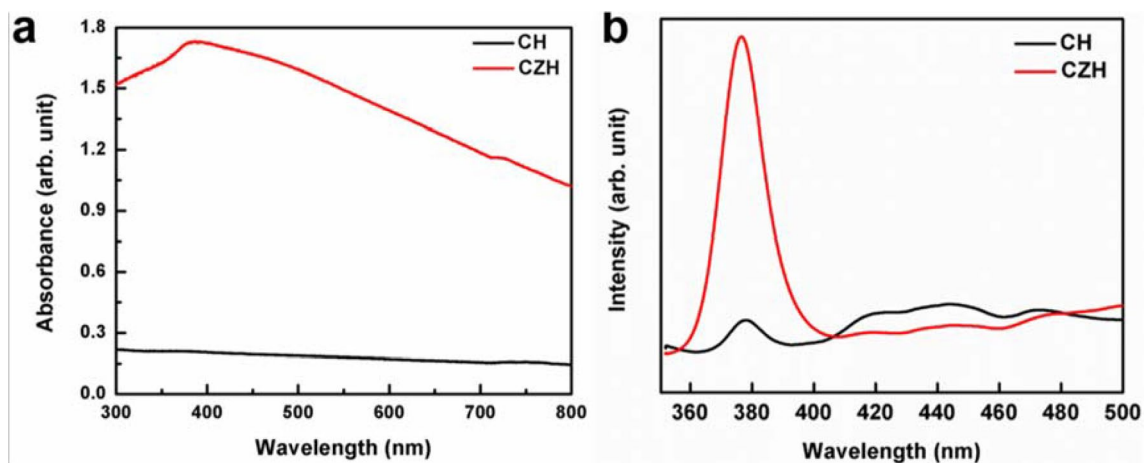 a
1.8
1.5
1.2
0.9
0.6
0.3
0.0
Absorbance (arb. unit)
CH
CZH
300 400 500 600 700 800
Wavelength (nm)
b
Intensity (arb. unit)
CH
CZH
360 380 400 420 440 460 480 500
Wavelength (nm)